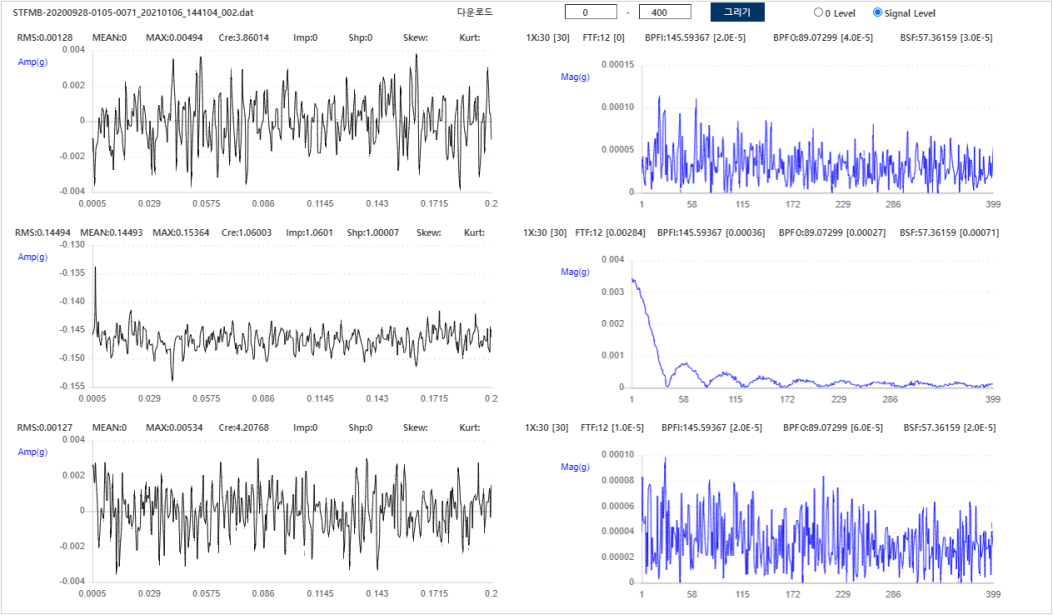 STFMB-20200928-0105-0071_20210106_144104_002.dat 다운로드 0 - 400 그리기 0 Level Signal Level
RMS:0.00128 MEAN:0 MAX:0.00494 Cre:3.86014 Imp:0 Shp:0 Skew: Kurt:
Amp(g)
0.004
0.002
0
-0.002
-0.004
0.0005 0.029 0.0575 0.086 0.1145 0.143 0.1715 0.2
1X:30 [30] FTF:12 [0] BPFI:145.59367 [2.0E-5] BPFO:89.07299 [4.0E-5] BSF:57.36159 [3.0E-5]
Mag(g)
0.00015
0.00010
0.00005
0
1 58 115 172 229 286 399
RMS:0.14494 MEAN:0.14493 MAX:0.15364 Cre:1.06003 Imp:1.0601 Shp:1.00007 Skew: Kurt:
Amp(g)
-0.130
-0.135
-0.140
-0.145
-0.150
-0.155
0.0005 0.029 0.0575 0.086 0.1145 0.143 0.1715 0.2
1X:30 [30] FTF:12 [0.00284] BPFI:145.59367 [0.00036] BPFO:89.07299 [0.00027] BSF:57.36159 [0.00071]
Mag(g)
0.004
0.003
0.002
0.001
0
1 58 115 172 229 286 399
RMS:0.00127 MEAN:0 MAX:0.00534 Cre:4.20768 Imp:0 Shp:0 Skew: Kurt:
Amp(g)
0.004
0.002
0
-0.002
-0.004
0.0005 0.029 0.0575 0.086 0.1145 0.143 0.1715 0.2
1X:30 [30] FTF:12 [1.0E-5] BPFI:145.59367 [2.0E-5] BPFO:89.07299 [6.0E-5] BSF:57.36159 [2.0E-5]
Mag(g)
0.00010
0.00008
0.00006
0.00004
0.00002
0
1 58 115 172 229 286 399